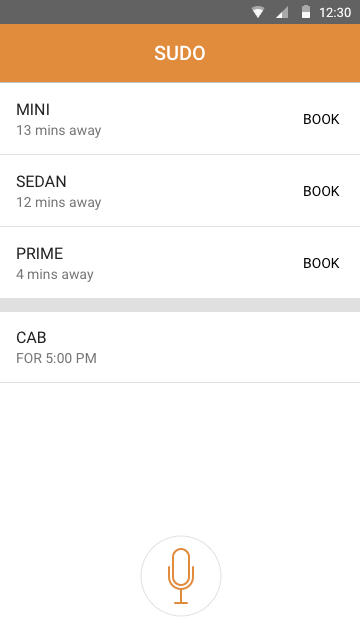 12:30
SUDO
MINI
13 mins away
BOOK
SEDAN
12 mins away
BOOK
PRIME
4 mins away
BOOK
CAB
FOR 5:00 PM